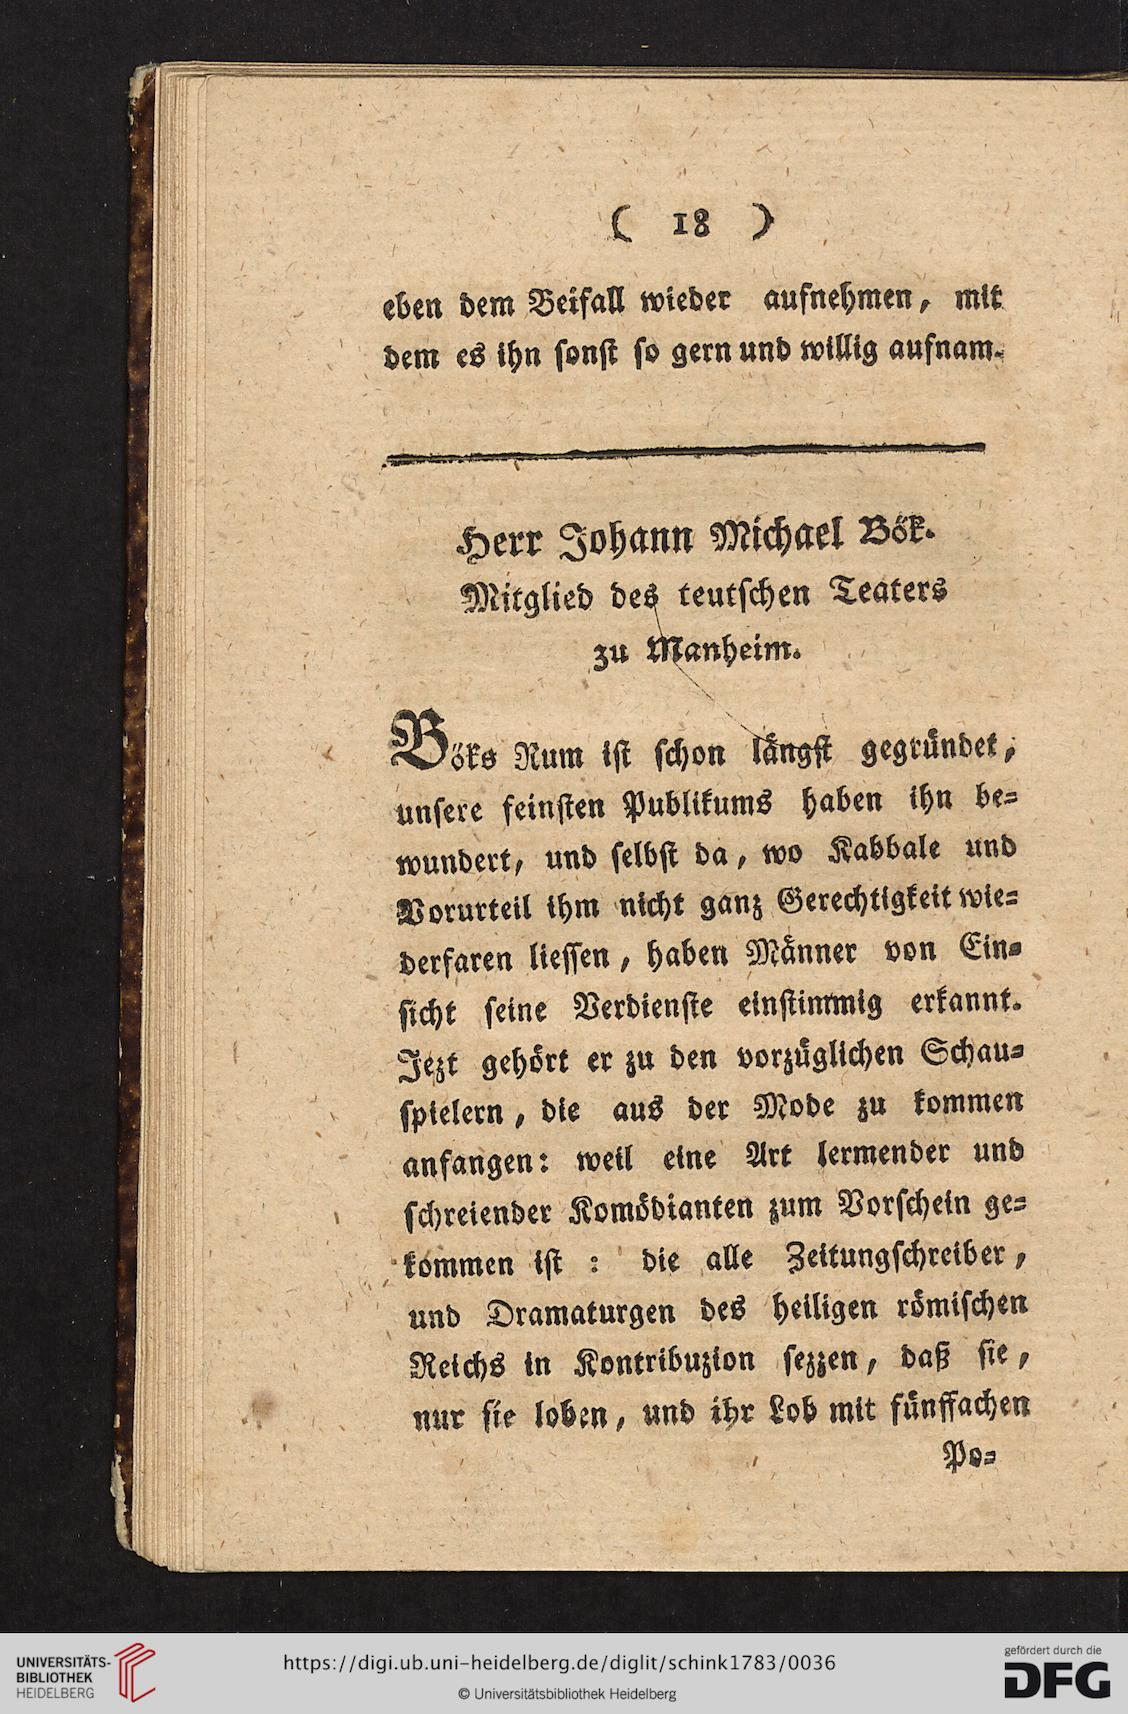 ( 18 )
eben dem Beifall wieder aufnehmen, mit
dem es ihn sonst so gern und willig aufnam.
Herr Johann Michael Bök.
Mitglied des teutschen Teaters
zu Manheim.
Böks Rum ist schon längst gegründet,
unsere feinsten Publikums haben ihn be=
wundert, und selbst da, wo Kabbale und
Vorurteil ihm nicht ganz Gerechtigkeit wie=
derfaren liessen, haben Männer von Ein=
sicht seine Verdienste einstimmig erkannt.
Jezt gehört er zu den vorzüglichen Schau=
spielern, die aus der Mode zu kommen
anfangen: weil eine Art lermender und
schreiender Komödianten zum Vorschein ge=
kommen ist : die alle Zeitungschreiber,
und Dramaturgen des heiligen römischen
Reichs in Kontribuzion sezzen, daß sie,
nur sie loben, und ihr Lob mit fünffachen
Po=
UNIVERSITÄTS-
BIBLIOTHEK
HEIDELBERG
https://digi.ub.uni-heidelberg.de/diglit/schink1783/0036
© Universitätsbibliothek Heidelberg
gefördert durch die
DFG